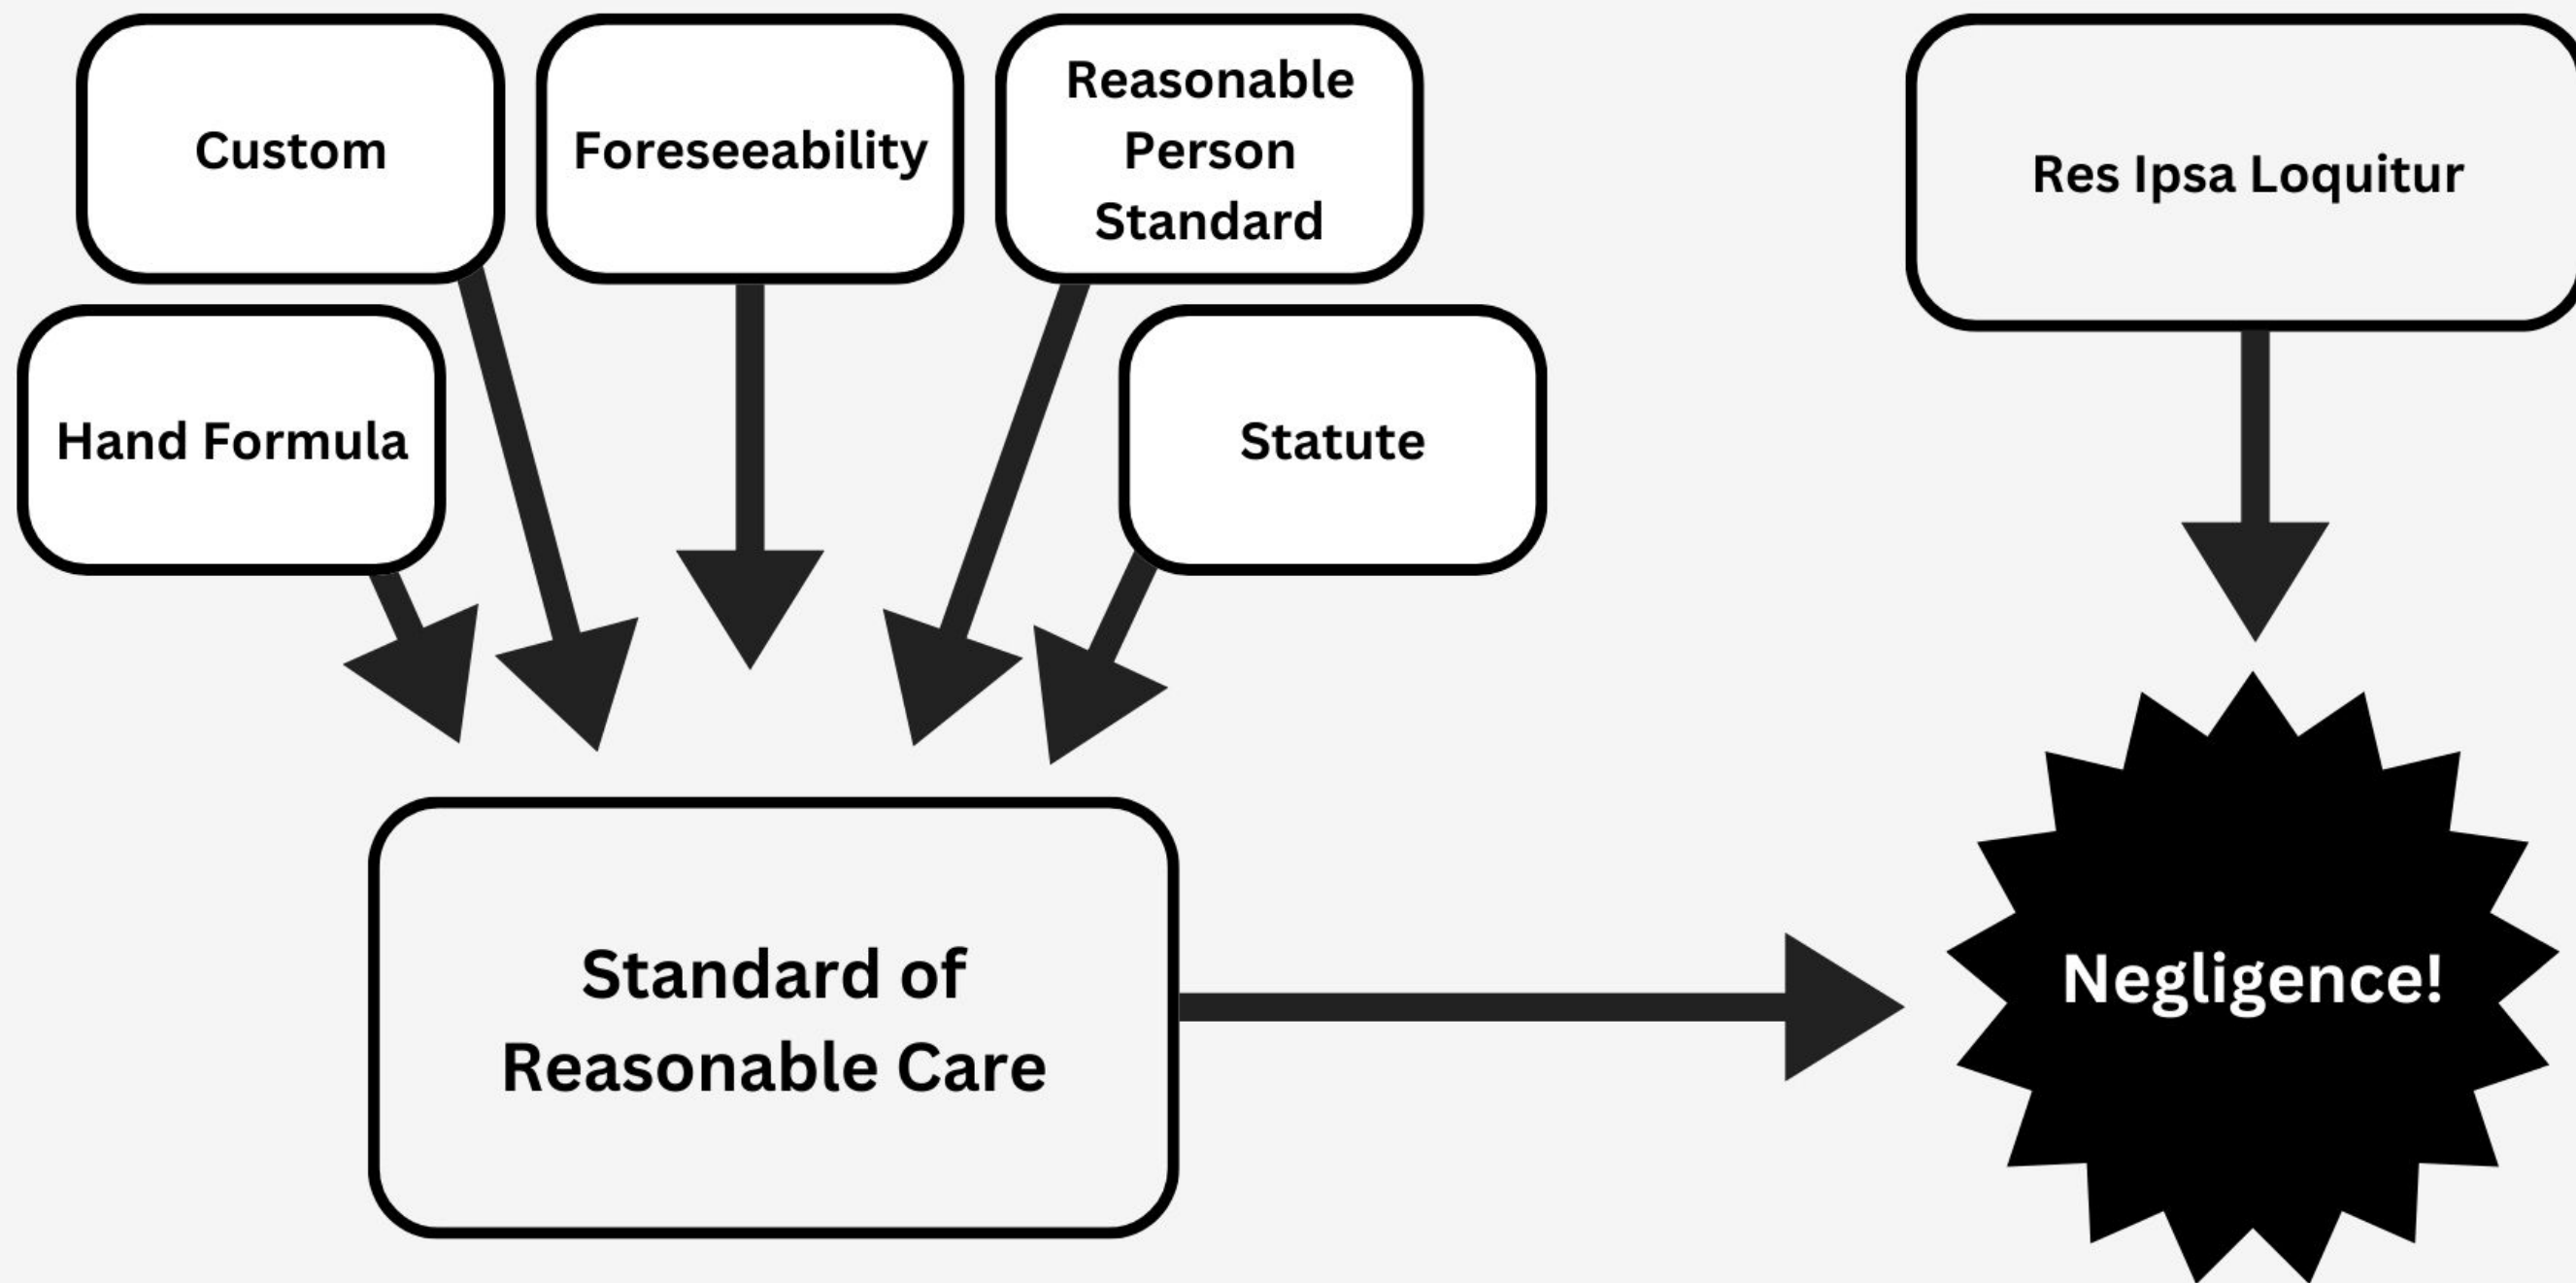 Custom
Foreseeability
Reasonable
Person
Standard
Res Ipsa Loquitur
Hand Formula
Statute
Standard of
Reasonable Care
Negligence!